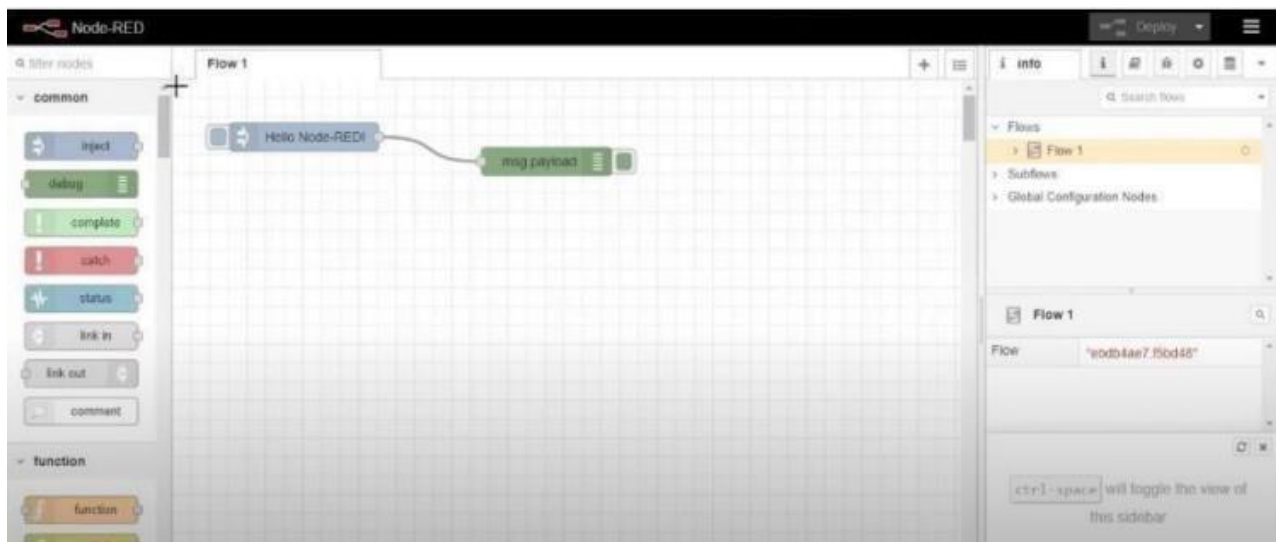 Node-RED
Deploy
filter nodes
Flow 1
info
common
Search flows
inject
Hello Node-RED!
Flows
Flow 1
msg.payload
debug
Subflows
Global Configuration Nodes
complete
catch
status
link in
Flow 1
Flow
link out
comment
function
ctrl-space will toggle the view of
this sidebar
function